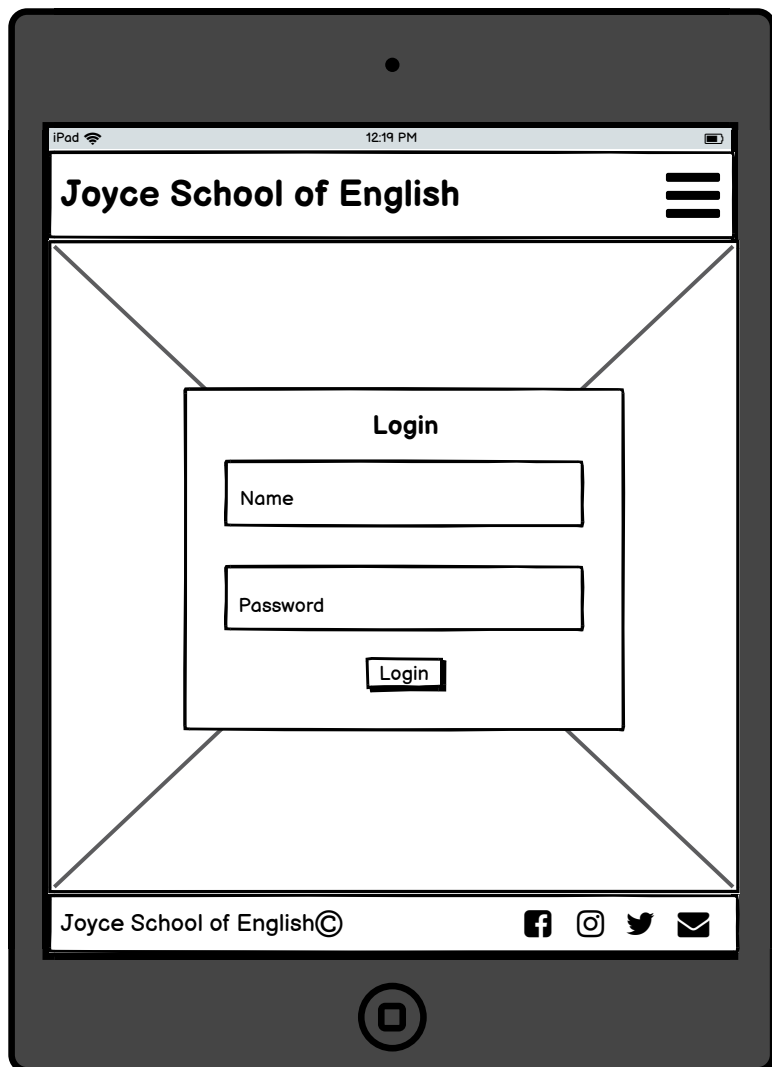 iPad 12:19 PM
Joyce School of English
Login
Name
Password
Login
Joyce School of English©